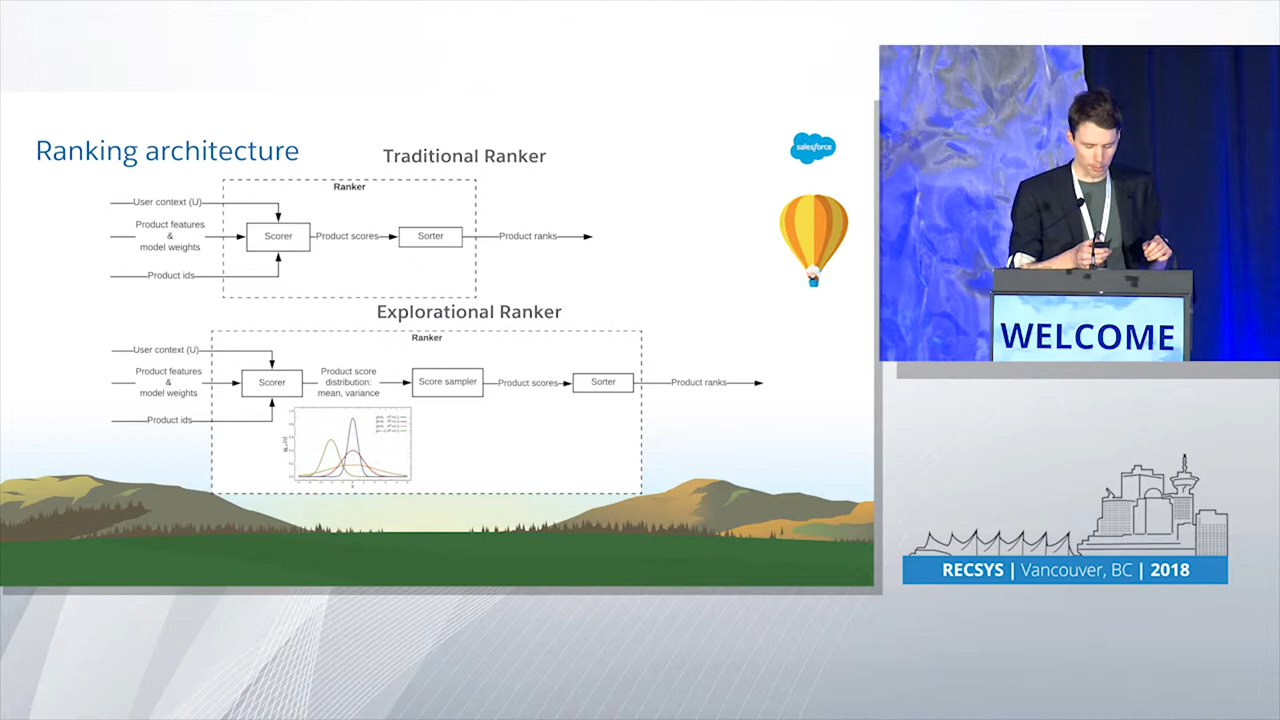 Ranking architecture
Traditional Ranker
salesforce
Ranker
User context (U)
Product features
&
model weights
Product ids
Scorer
Product scores
Sorter
Product ranks
Explorational Ranker
Ranker
User context (U)
Product features
&
model weights
Product ids
Scorer
Product score
distribution:
mean, variance
Score sampler
Product scores
Sorter
Product ranks
WELCOME
RECSYS | Vancouver, BC | 2018